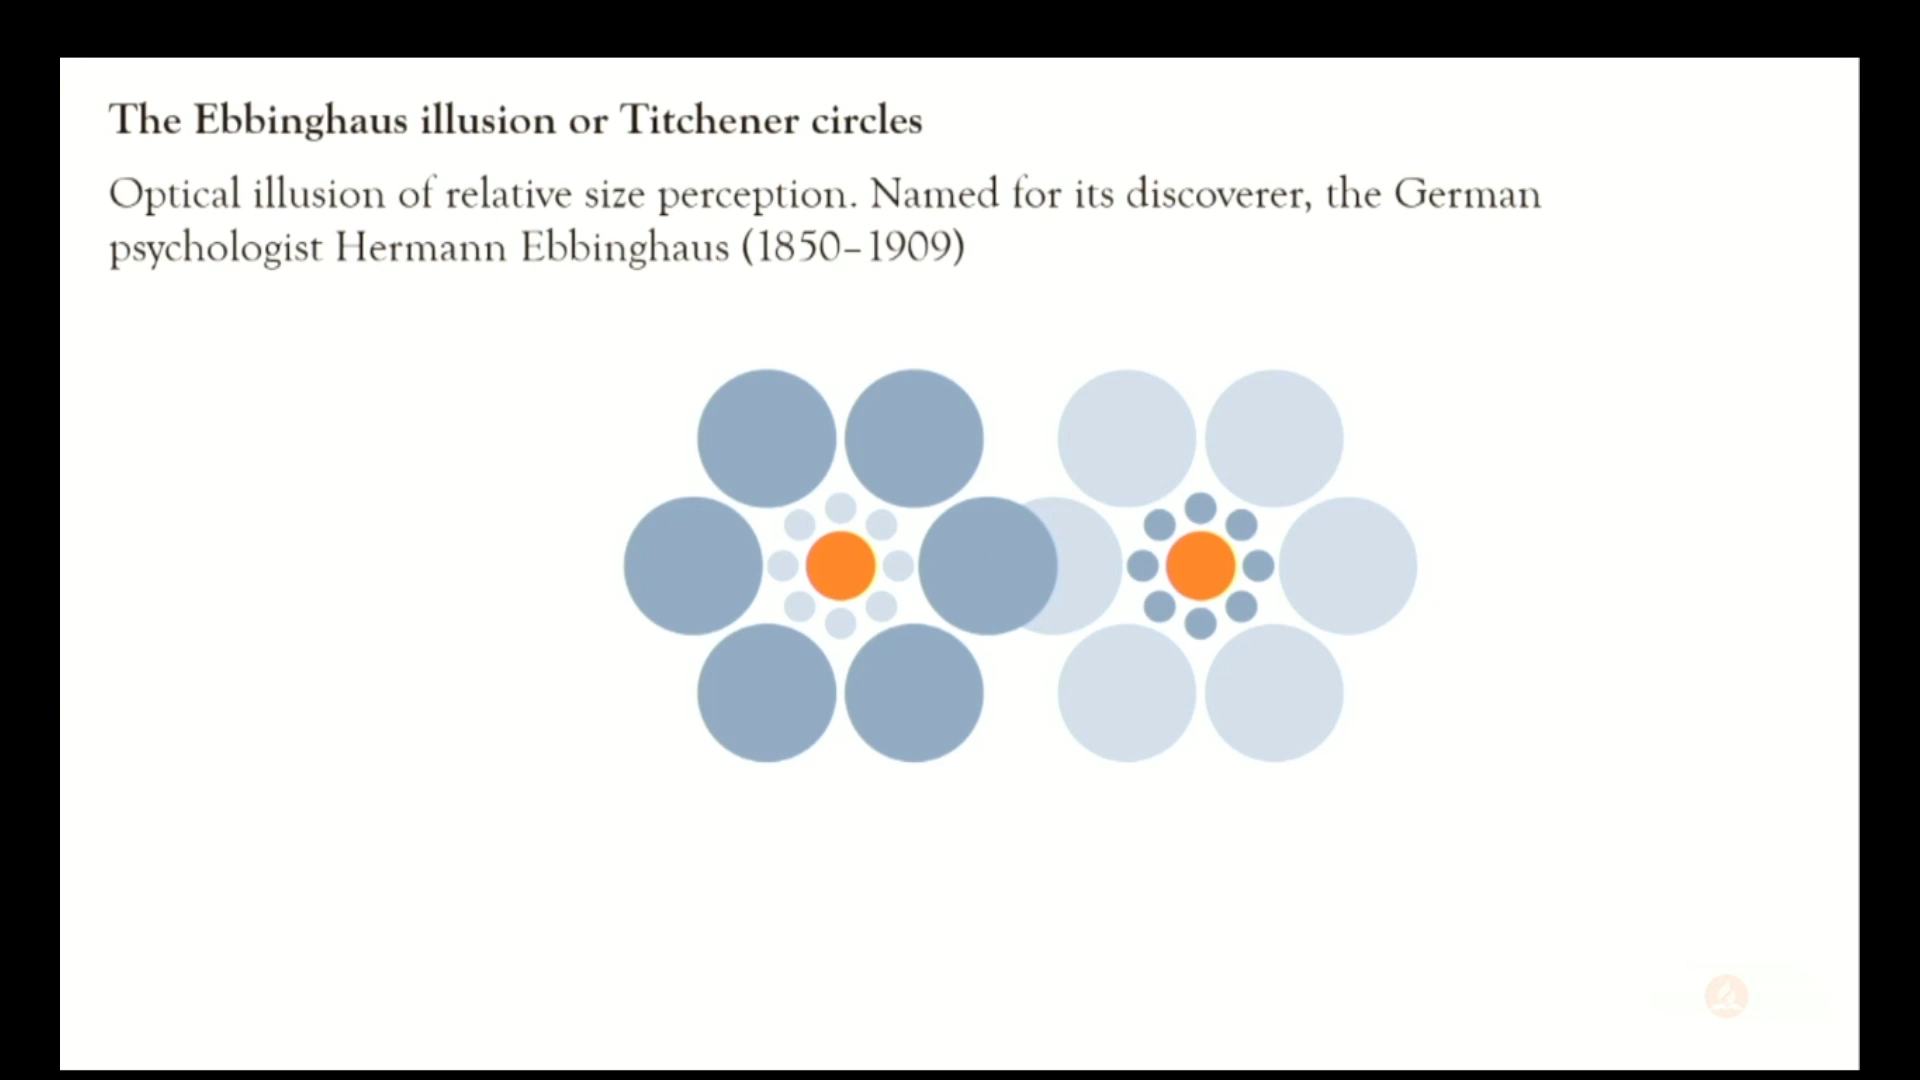 The Ebbinghaus illusion or Titchener circles
Optical illusion of relative size perception. Named for its discoverer, the German
psychologist Hermann Ebbinghaus (1850–1909)